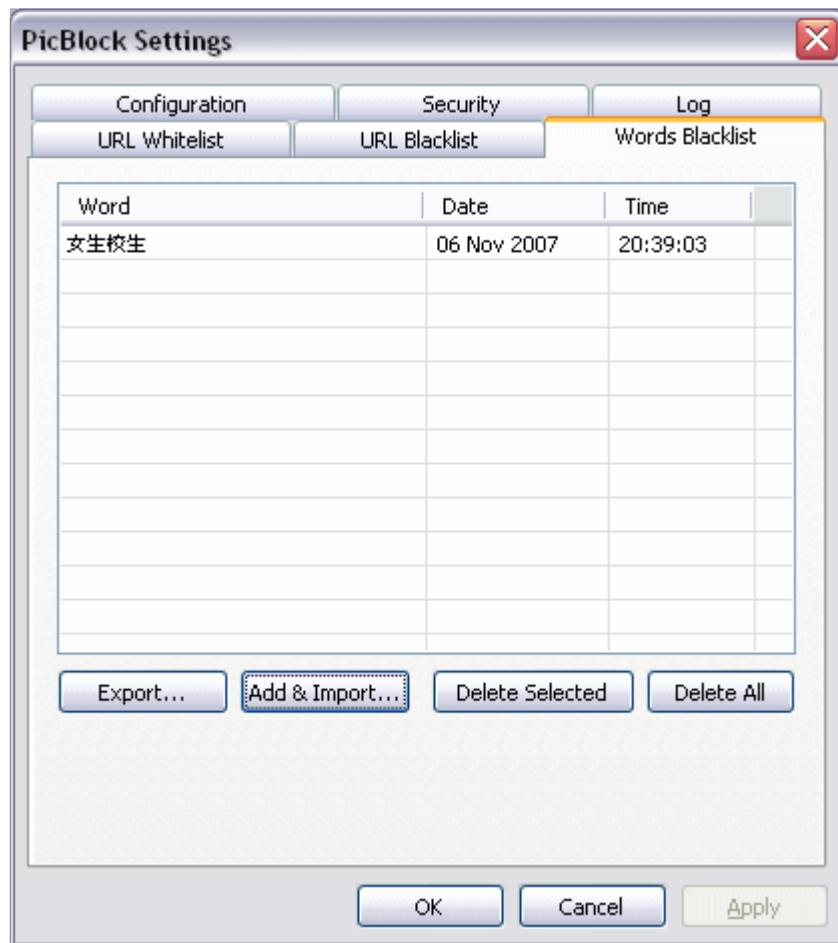 PicBlock Settings
Configuration Security Log
URL Whitelist URL Blacklist Words Blacklist
Word Date Time
女生校生 06 Nov 2007 20:39:03
Export... Add & Import... Delete Selected Delete All
OK Cancel Apply